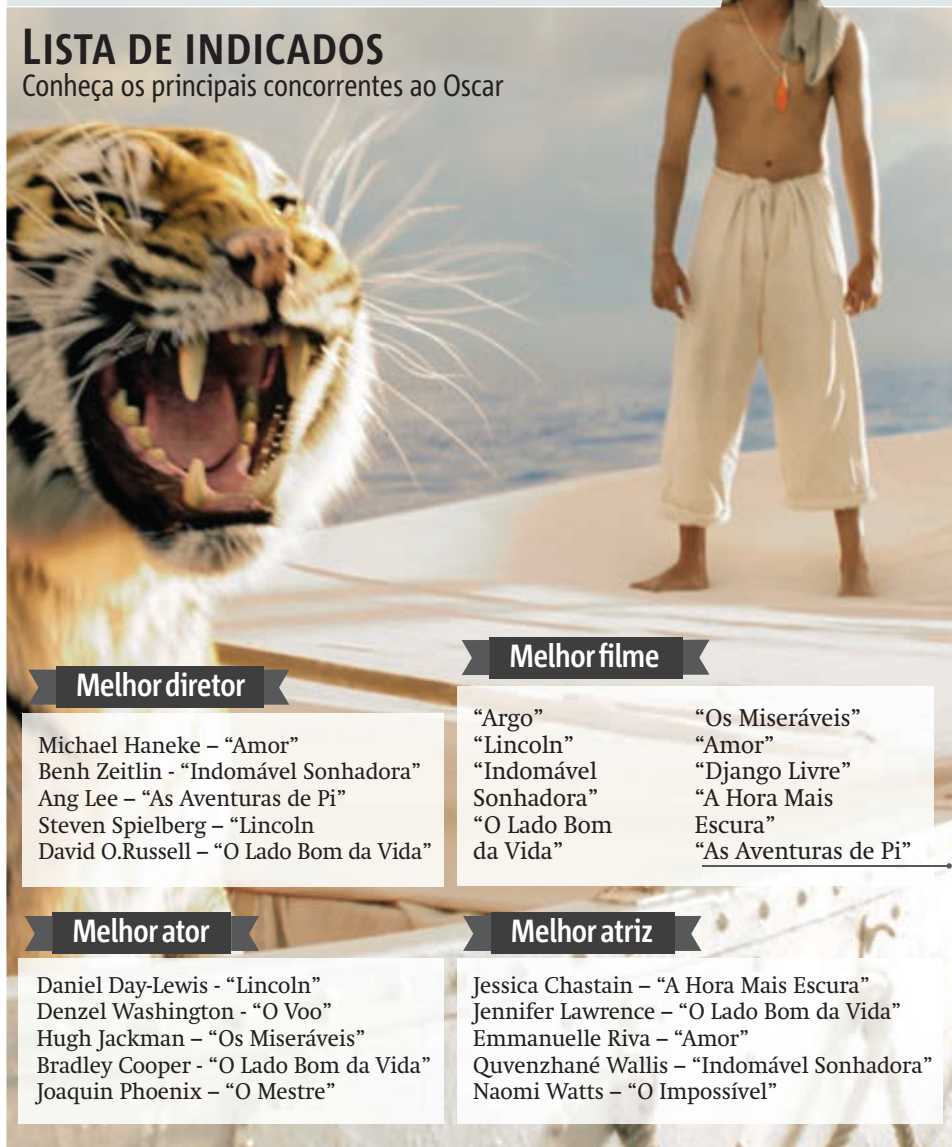 LISTA DE INDICADOS
Conheça os principais concorrentes ao Oscar
Melhor diretor
Michael Haneke – “Amor”
Benh Zeitlin - “Indomável Sonhadora”
Ang Lee – “As Aventuras de Pi”
Steven Spielberg – “Lincoln
David O.Russell – “O Lado Bom da Vida”
Melhor filme
“Argo”
“Lincoln”
“Indomável
Sonhadora”
“O Lado Bom
da Vida”
“Os Miseráveis”
“Amor”
“Django Livre”
“A Hora Mais
Escura”
“As Aventuras de Pi”
Melhor ator
Daniel Day-Lewis - “Lincoln”
Denzel Washington - “O Voo”
Hugh Jackman – “Os Miseráveis”
Bradley Cooper - “O Lado Bom da Vida”
Joaquin Phoenix – “O Mestre”
Melhor atriz
Jessica Chastain – “A Hora Mais Escura”
Jennifer Lawrence – “O Lado Bom da Vida”
Emmanuelle Riva – “Amor”
Quvenzhané Wallis – “Indomável Sonhadora”
Naomi Watts – “O Impossível”